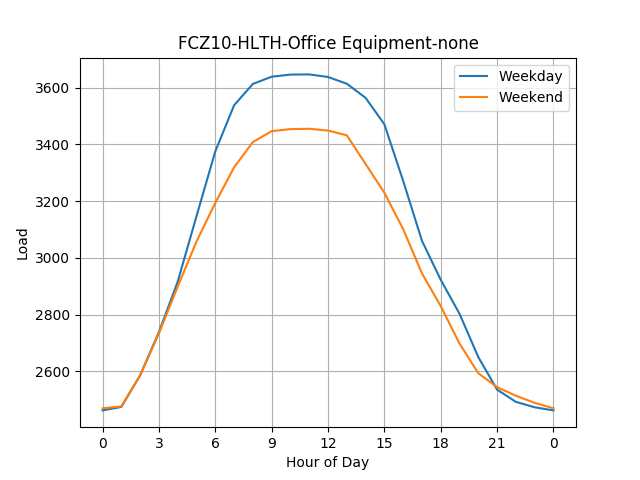 FCZ10-HLTH-Office Equipment-none
Weekday
Weekend
3600
3400
3200
3000
2800
2600
Load
0 3 6 9 12 15 18 21 0
Hour of Day